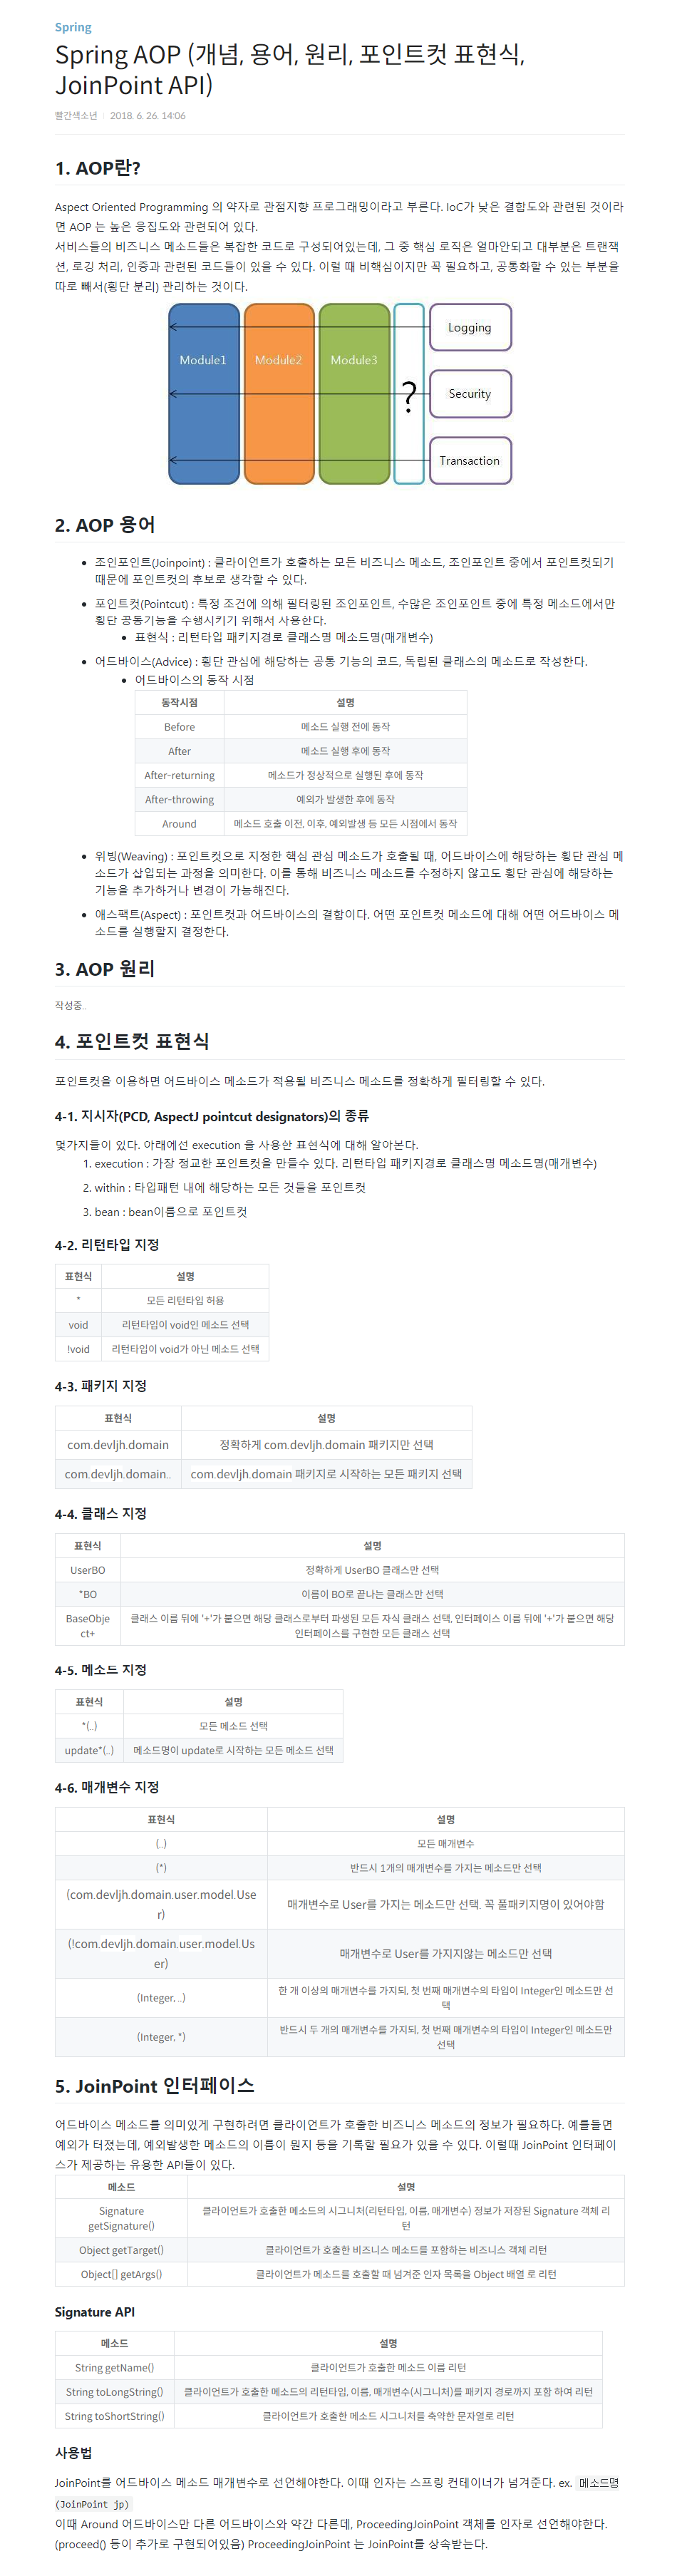 Spring
Spring AOP (개념, 용어, 원리, 포인트컷 표현식,
JoinPoint API)
빨간색소년 | 2018. 6. 26. 14:06
1. AOP란?
Aspect Oriented Programming 의 약자로 관점지향 프로그래밍이라고 부른다. IoC가 낮은 결합도와 관련된 것이라
면 AOP 는 높은 응집도와 관련되어 있다.
서비스들의 비즈니스 메소드들은 복잡한 코드로 구성되어있는데, 그 중 핵심 로직은 얼마안되고 대부분은 트랜잭
션, 로깅 처리, 인증과 관련된 코드들이 있을 수 있다. 이럴 때 비핵심이지만 꼭 필요하고, 공통화할 수 있는 부분을
따로 빼서(횡단 분리) 관리하는 것이다.
Logging
Module1 Module2 Module3
?
Security
Transaction
2. AOP 용어
• 조인포인트(Joinpoint) : 클라이언트가 호출하는 모든 비즈니스 메소드, 조인포인트 중에서 포인트컷되기
때문에 포인트컷의 후보로 생각할 수 있다.
• 포인트컷(Pointcut) : 특정 조건에 의해 필터링된 조인포인트, 수많은 조인포인트 중에 특정 메소드에서만
횡단 공통기능을 수행시키기 위해서 사용한다.
• 표현식 : 리턴타입 패키지경로 클래스명 메소드명(매개변수)
• 어드바이스(Advice) : 횡단 관심에 해당하는 공통 기능의 코드, 독립된 클래스의 메소드로 작성한다.
• 어드바이스의 동작 시점
동작시점 설명
Before 메소드 실행 전에 동작
After 메소드 실행 후에 동작
After-returning 메소드가 정상적으로 실행된 후에 동작
After-throwing 예외가 발생한 후에 동작
Around 메소드 호출 이전, 이후, 예외발생 등 모든 시점에서 동작
• 위빙(Weaving) : 포인트컷으로 지정한 핵심 관심 메소드가 호출될 때, 어드바이스에 해당하는 횡단 관심 메
소드가 삽입되는 과정을 의미한다. 이를 통해 비즈니스 메소드를 수정하지 않고도 횡단 관심에 해당하는
기능을 추가하거나 변경이 가능해진다.
• 애스팩트(Aspect) : 포인트컷과 어드바이스의 결합이다. 어떤 포인트컷 메소드에 대해 어떤 어드바이스 메
소드를 실행할지 결정한다.
3. AOP 원리
작성중..
4. 포인트컷 표현식
포인트컷을 이용하면 어드바이스 메소드가 적용될 비즈니스 메소드를 정확하게 필터링할 수 있다.
4-1. 지시자(PCD, AspectJ pointcut designators)의 종류
몇가지들이 있다. 아래에선 execution 을 사용한 표현식에 대해 알아본다.
1. execution : 가장 정교한 포인트컷을 만들수 있다. 리턴타입 패키지경로 클래스명 메소드명(매개변수)
2. within : 타입패턴 내에 해당하는 모든 것들을 포인트컷
3. bean : bean이름으로 포인트컷
4-2. 리턴타입 지정
표현식 설명
* 모든 리턴타입 허용
void 리턴타입이 void인 메소드 선택
!void 리턴타입이 void가 아닌 메소드 선택
4-3. 패키지 지정
표현식 설명
com.devljh.domain 정확하게 com.devljh.domain 패키지만 선택
com.devljh.domain.. com.devljh.domain 패키지로 시작하는 모든 패키지 선택
4-4. 클래스 지정
표현식 설명
UserBO 정확하게 UserBO 클래스만 선택
*BO 이름이 BO로 끝나는 클래스만 선택
BaseObje
ct+
클래스 이름 뒤에 '+'가 붙으면 해당 클래스로부터 파생된 모든 자식 클래스 선택, 인터페이스 이름 뒤에 '+'가 붙으면 해당
인터페이스를 구현한 모든 클래스 선택
4-5. 메소드 지정
표현식 설명
*(..) 모든 메소드 선택
update*(..) 메소드명이 update로 시작하는 모든 메소드 선택
4-6. 매개변수 지정
표현식 설명
(..) 모든 매개변수
(*) 반드시 1개의 매개변수를 가지는 메소드만 선택
(com.devljh.domain.user.model.Use
r)
매개변수로 User를 가지는 메소드만 선택. 꼭 풀패키지명이 있어야함
(!com.devljh.domain.user.model.Us
er)
매개변수로 User를 가지지않는 메소드만 선택
(Integer, ..)
한 개 이상의 매개변수를 가지되, 첫 번째 매개변수의 타입이 Integer인 메소드만 선
택
(Integer, *)
반드시 두 개의 매개변수를 가지되, 첫 번째 매개변수의 타입이 Integer인 메소드만
선택
5. JoinPoint 인터페이스
어드바이스 메소드를 의미있게 구현하려면 클라이언트가 호출한 비즈니스 메소드의 정보가 필요하다. 예를들면
예외가 터졌는데, 예외발생한 메소드의 이름이 뭔지 등을 기록할 필요가 있을 수 있다. 이럴때 JoinPoint 인터페이
스가 제공하는 유용한 API들이 있다.
메소드 설명
Signature
getSignature()
클라이언트가 호출한 메소드의 시그니처(리턴타입, 이름, 매개변수) 정보가 저장된 Signature 객체 리
턴
Object getTarget() 클라이언트가 호출한 비즈니스 메소드를 포함하는 비즈니스 객체 리턴
Object[] getArgs() 클라이언트가 메소드를 호출할 때 넘겨준 인자 목록을 Object 배열 로 리턴
Signature API
메소드 설명
String getName() 클라이언트가 호출한 메소드 이름 리턴
String toLongString() 클라이언트가 호출한 메소드의 리턴타입, 이름, 매개변수(시그니처)를 패키지 경로까지 포함 하여 리턴
String toShortString() 클라이언트가 호출한 메소드 시그니처를 축약한 문자열로 리턴
사용법
JoinPoint를 어드바이스 메소드 매개변수로 선언해야한다. 이때 인자는 스프링 컨테이너가 넘겨준다. ex. 메소드명
(JoinPoint jp)
이때 Around 어드바이스만 다른 어드바이스와 약간 다른데, ProceedingJoinPoint 객체를 인자로 선언해야한다.
(proceed() 등이 추가로 구현되어있음) ProceedingJoinPoint 는 JoinPoint를 상속받는다.